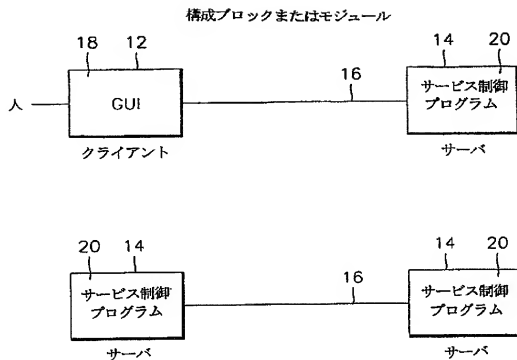 構成ブロックまたはモジュール
18 12
14 20
人
GUI
16
サービス制御
プログラム
クライアント
サーバ
20 14
14 20
サービス制御
プログラム
16
サービス制御
プログラム
サーバ
サーバ